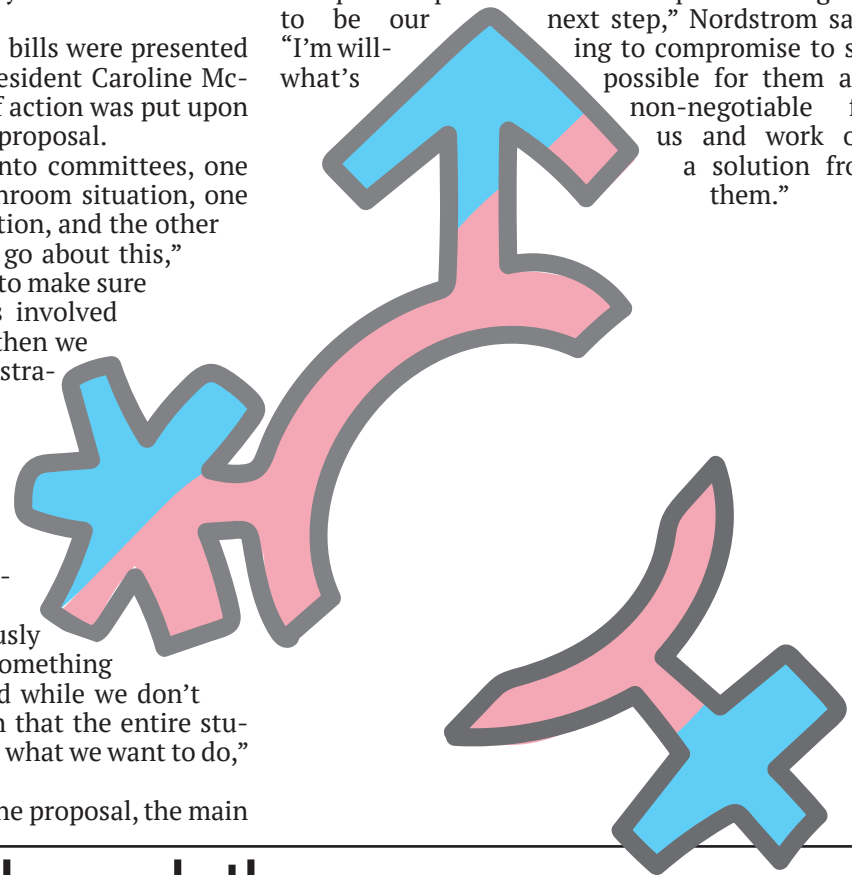 bills were presented
esident Caroline Mc-
action was put upon
proposal.
nto committees, one
hroom situation, one
tion, and the other
go about this,”
to make sure
involved
then we
stra-
-
usly
omething
d while we don’t
n that the entire stu-
what we want to do,”
he proposal, the main
to be our
“I’m will-
what’s
next step,” Nordstrom sa
ing to compromise to s
possible for them a
non-negotiable f
us and work o
a solution fro
them.”